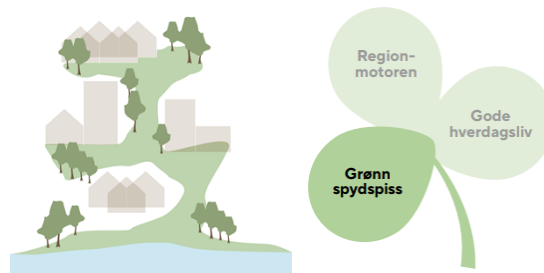 Region-
motoren
Gode
hverdagsliv
Grønn
spydspiss